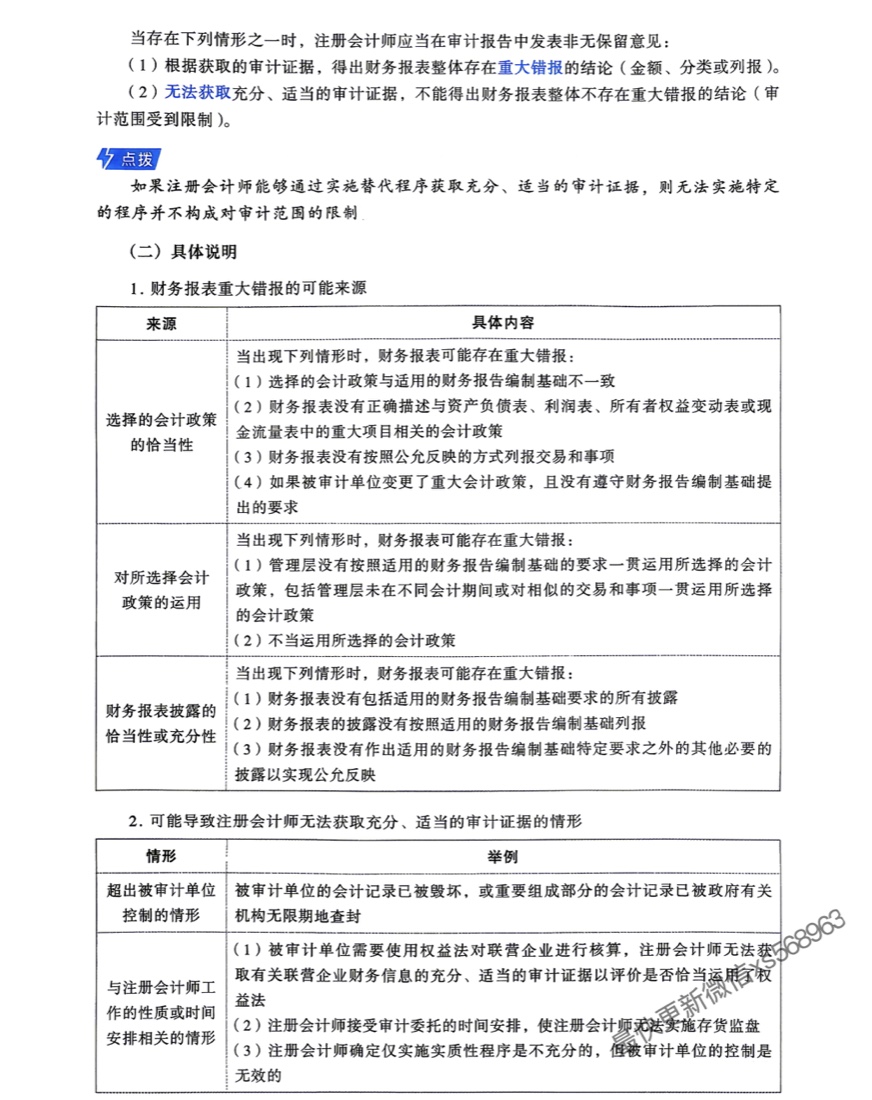 当存在下列情形之一时，注册会计师应当在审计报告中发表非无保留意见：
（1）根据获取的审计证据，得出财务报表整体存在重大错报的结论（金额、分类或列报）。
（2）无法获取充分、适当的审计证据，不能得出财务报表整体不存在重大错报的结论（审
计范围受到限制）。
点拨
如果注册会计师能够通过实施替代程序获取充分、适当的审计证据，则无法实施特定
的程序并不构成对审计范围的限制.
（二）具体说明
1. 财务报表重大错报的可能来源
来源 具体内容
选择的会计政策
的恰当性
当出现下列情形时，财务报表可能存在重大错报：
（1）选择的会计政策与适用的财务报告编制基础不一致
（2）财务报表没有正确描述与资产负债表、利润表、所有者权益变动表或现
金流量表中的重大项目相关的会计政策
（3）财务报表没有按照公允反映的方式列报交易和事项
（4）如果被审计单位变更了重大会计政策，且没有遵守财务报告编制基础提
出的要求
对所选择会计
政策的运用
当出现下列情形时，财务报表可能存在重大错报：
（1）管理层没有按照适用的财务报告编制基础的要求一贯运用所选择的会计
政策，包括管理层未在不同会计期间或对相似的交易和事项一贯运用所选择
的会计政策
（2）不当运用所选择的会计政策
财务报表披露的
恰当性或充分性
当出现下列情形时，财务报表可能存在重大错报：
（1）财务报表没有包括适用的财务报告编制基础要求的所有披露
（2）财务报表的披露没有按照适用的财务报告编制基础列报
（3）财务报表没有作出适用的财务报告编制基础特定要求之外的其他必要的
披露以实现公允反映
2. 可能导致注册会计师无法获取充分、适当的审计证据的情形
情形 举例
超出被审计单位
控制的情形
被审计单位的会计记录已被毁坏，或重要组成部分的会计记录已被政府有关
机构无限期地查封
与注册会计师工
作的性质或时间
安排相关的情形
（1）被审计单位需要使用权益法对联营企业进行核算，注册会计师无法获
取有关联营企业财务信息的充分、适当的审计证据以评价是否恰当运用了权
益法
（2）注册会计师接受审计委托的时间安排，使注册会计师无法实施存货监盘
（3）注册会计师确定仅实施实质性程序是不充分的，但被审计单位的控制是
无效的
最快更新微信xs568963